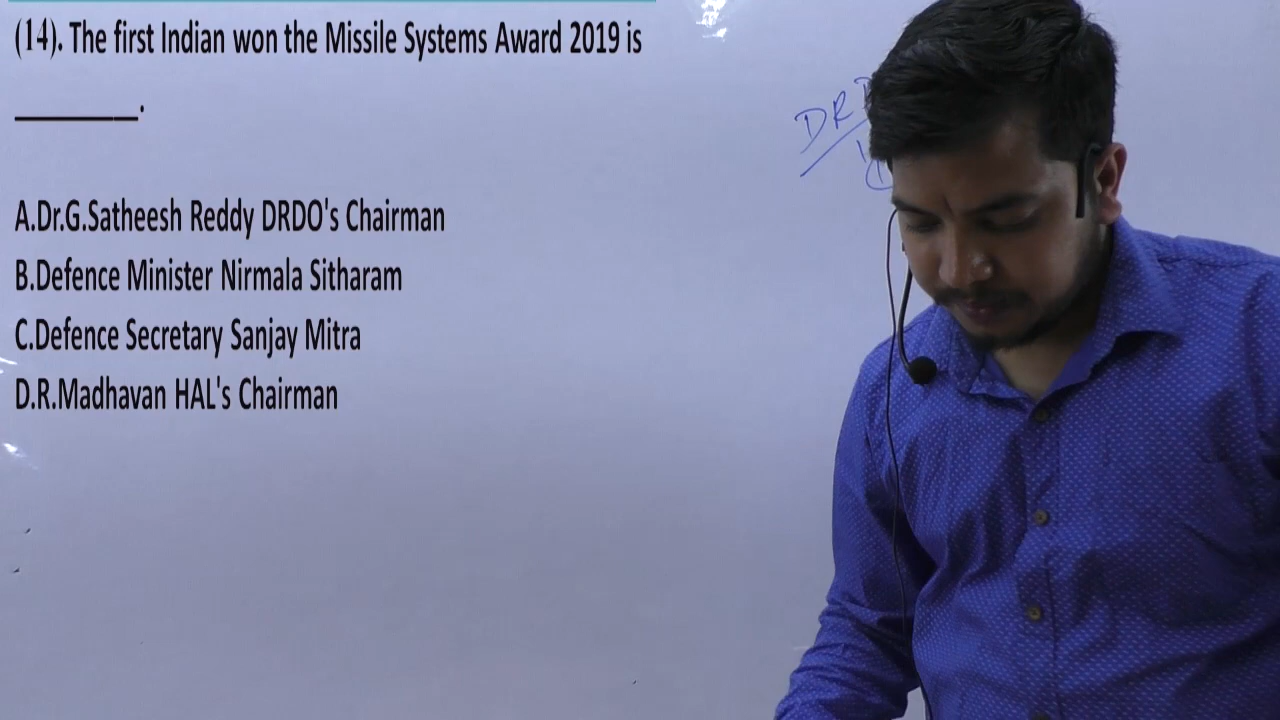 (14). The first Indian won the Missile Systems Award 2019 is
_________.
A.Dr.G.Satheesh Reddy DRDO's Chairman
B.Defence Minister Nirmala Sitharam
C.Defence Secretary Sanjay Mitra
D.R.Madhavan HAL's Chairman